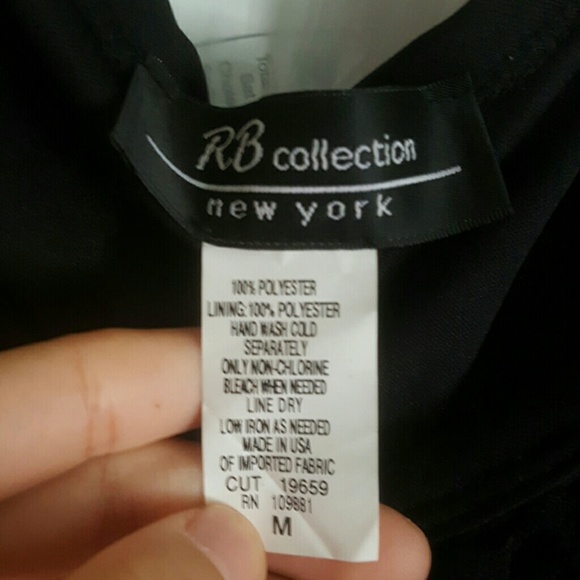 RB collection
new york
100% POLYESTER
LINING:100% POLYESTER
HAND WASH COLD
SEPARATELY
ONLY NON-CHLORINE
BLEACH WHEN NEEDED
LINE DRY
LOW IRON AS NEEDED
MADE IN USA
OF IMPORTED FABRIC
CUT 19659
RN 109881
M